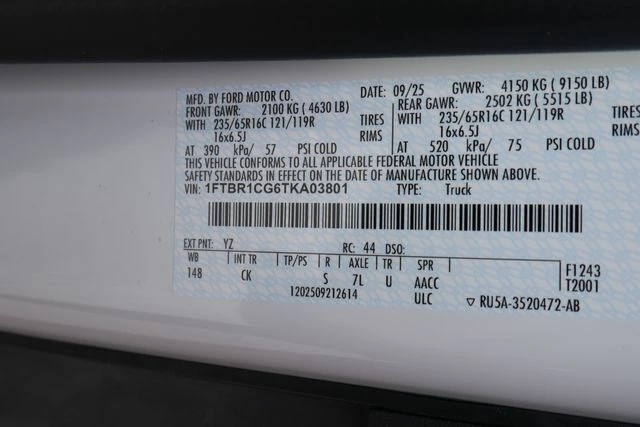 MFD. BY FORD MOTOR CO. DATE: 09/25 GVWR: 4150 KG ( 9150 LB)
FRONT GAWR: 2100 KG ( 4630 LB) REAR GAWR: 2502 KG ( 5515 LB)
WITH 235/65R16C 121/119R TIRES WITH 235/65R16C 121/119R TIRES
16x6.5J RIMS 16x6.5J RIMS
AT 390 kPa/ 57 PSI COLD AT 520 kPa/ 75 PSI COLD
THIS VEHICLE CONFORMS TO ALL APPLICABLE FEDERAL MOTOR VEHICLE
SAFETY STANDARDS IN EFFECT ON THE DATE OF MANUFACTURE SHOWN ABOVE.
VIN: 1FTBR1CG6TKA03801 TYPE: Truck
EXT PNT: YZ RC: 44 DSO:
WB INT TR TP/PS R AXLE TR SPR F1243
148 CK S 7L U AACC T2001
1202509212614 ULC ▽ RU5A-3520472-AB